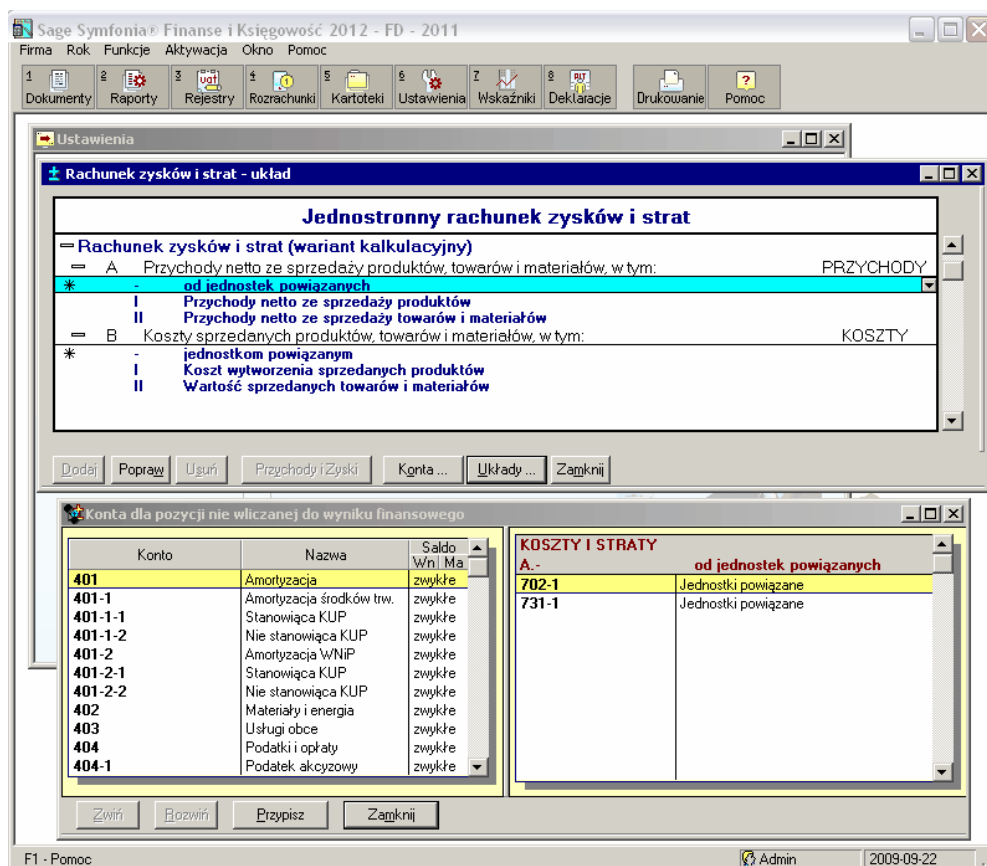 Sage Symfonia® Finanse i Księgowość 2012 - FD - 2011
Firma Rok Funkcje Aktywacja Okno Pomoc
1 2 3 4 5 6 7 8
Dokumenty Raporty Rejestry Rozrachunki Kartoteki Ustawienia Wskaźniki Deklaracje Drukowanie Pomoc
Ustawienia
Rachunek zysków i strat - układ
Jednostronny rachunek zysków i strat
Rachunek zysków i strat (wariant kalkulacyjny)
A Przychody netto ze sprzedaży produktów, towarów i materiałów, w tym: PRZYCHODY
* - od jednostek powiązanych
I Przychody netto ze sprzedaży produktów
II Przychody netto ze sprzedaży towarów i materiałów
B Koszty sprzedanych produktów, towarów i materiałów, w tym: KOSZTY
* - jednostkom powiązanym
I Koszt wytworzenia sprzedanych produktów
II Wartość sprzedanych towarów i materiałów
Dodaj Popraw Usuń Przychody i Zyski Konta ... Układy ... Zamknij
Konta dla pozycji nie wliczanej do wyniku finansowego
Konto Nazwa Saldo
Wn Ma
401 Amortyzacja zwykłe
401-1 Amortyzacja środków trw. zwykłe
401-1-1 Stanowiąca KUP zwykłe
401-1-2 Nie stanowiąca KUP zwykłe
401-2 Amortyzacja WNiP zwykłe
401-2-1 Stanowiąca KUP zwykłe
401-2-2 Nie stanowiąca KUP zwykłe
402 Materiały i energia zwykłe
403 Usługi obce zwykłe
404 Podatki i opłaty zwykłe
404-1 Podatek akcyzowy zwykłe
KOSZTY I STRATY
A.- od jednostek powiązanych
702-1 Jednostki powiązane
731-1 Jednostki powiązane
Zwiń Rozwiń Przypisz Zamknij
F1 - Pomoc Admin 2009-09-22